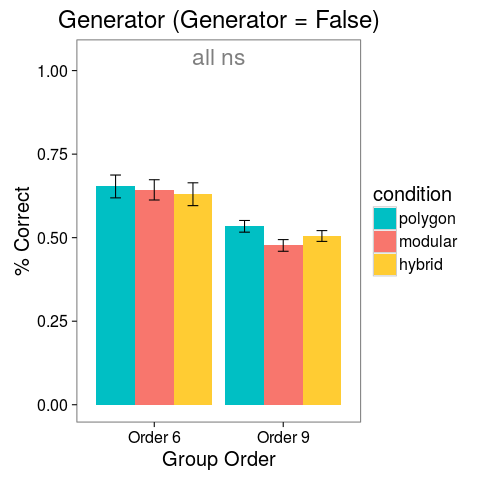 Generator (Generator = False)
all ns
1.00
0.75
0.50
0.25
0.00
% Correct
Order 6
Order 9
Group Order
condition
polygon
modular
hybrid